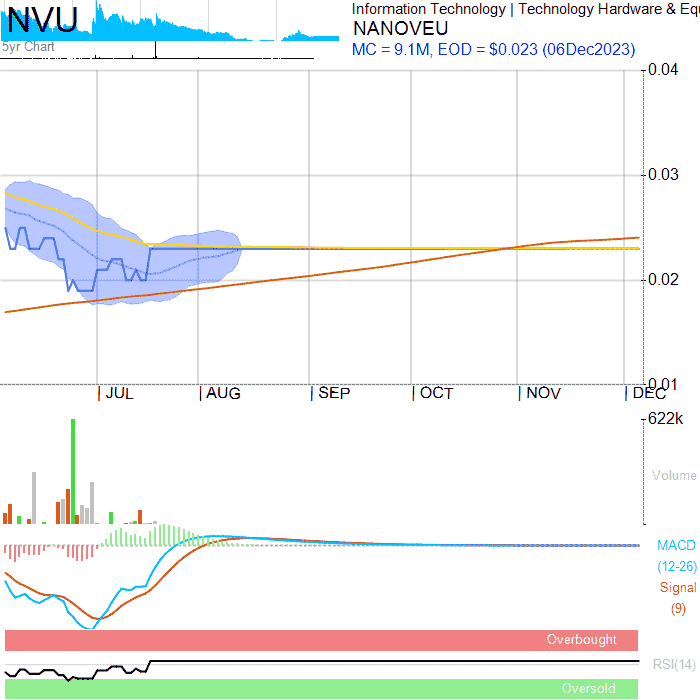 NVU
5yr Chart
Information Technology | Technology Hardware & Equ
NANOVEU
MC = 9.1M, EOD = $0.023 (06Dec2023)
0.04
0.03
0.02
0.01
JUL AUG SEP OCT NOV DEC
622k
Volume
MACD
(12-26)
Signal
(9)
Overbought
RSI(14)
Oversold